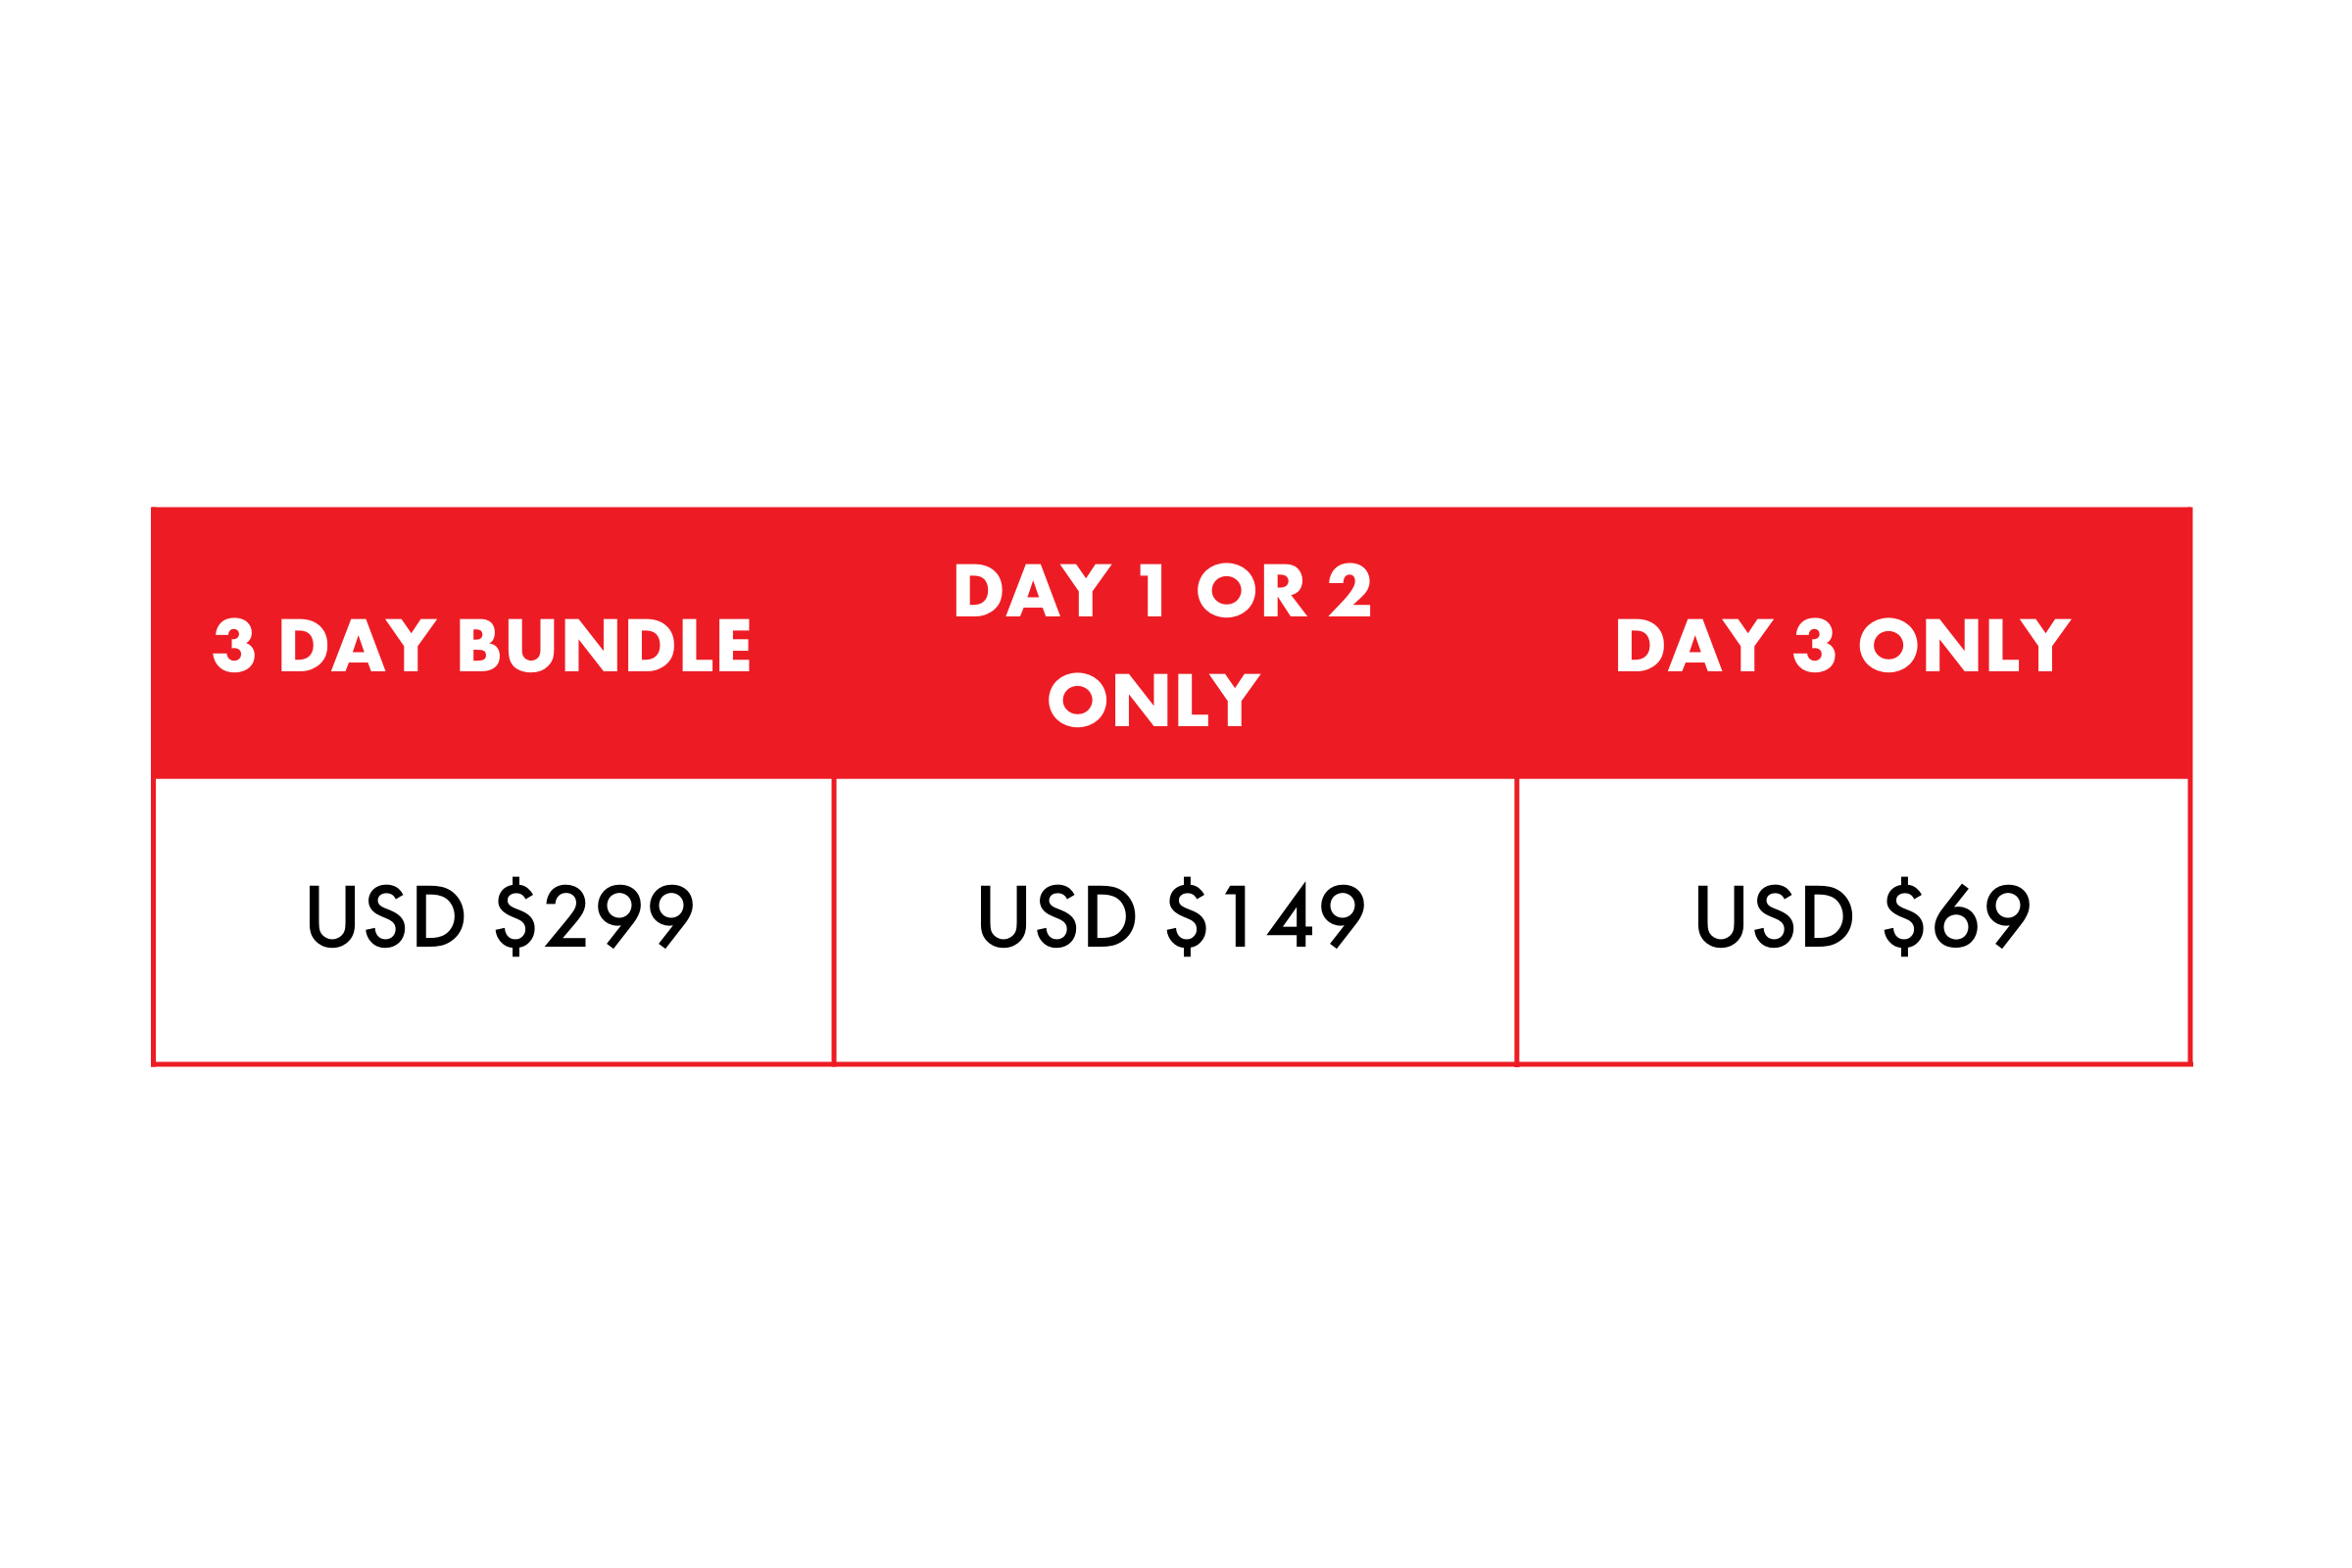 3 DAY BUNDLE
DAY 1 OR 2
ONLY
DAY 3 ONLY
USD $299
USD $149
USD $69